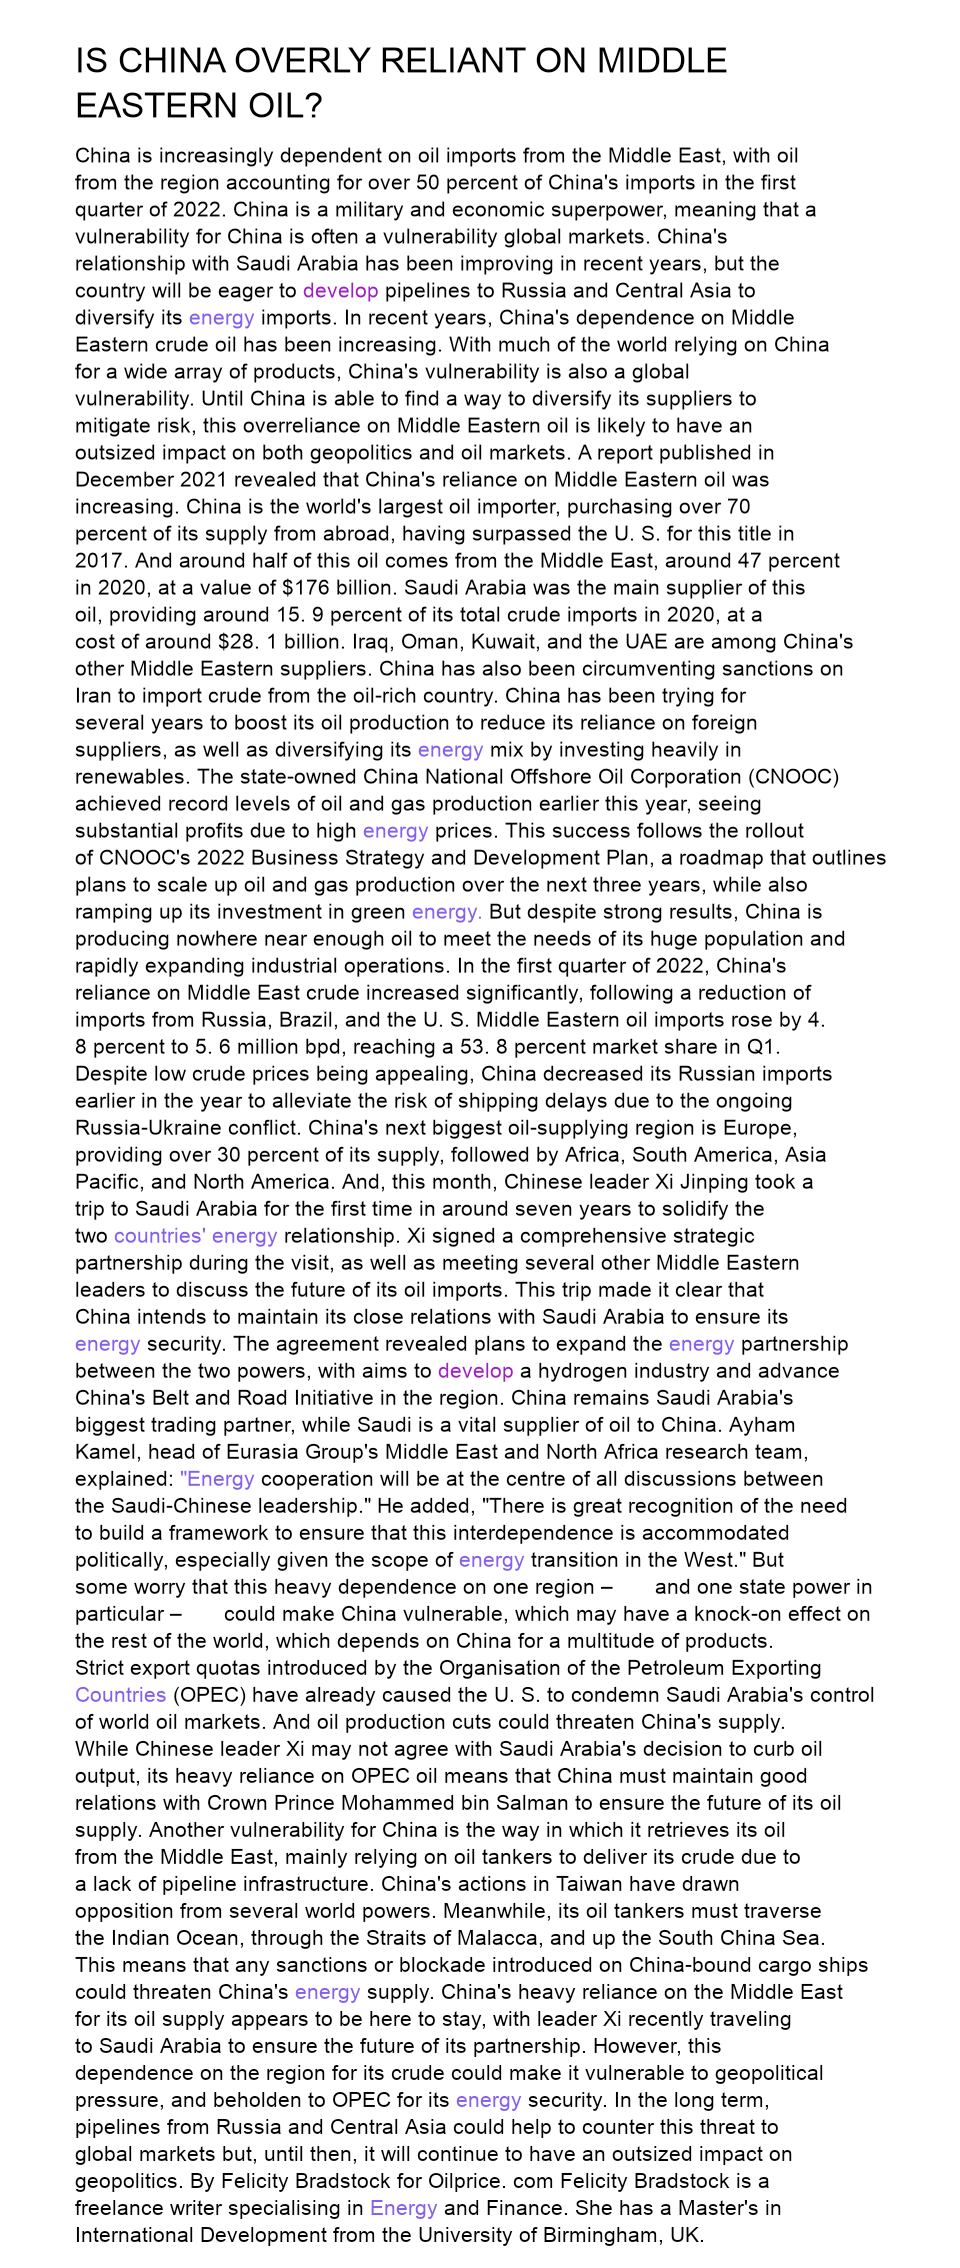 IS CHINA OVERLY RELIANT ON MIDDLE
EASTERN OIL?
China is increasingly dependent on oil imports from the Middle East, with oil
from the region accounting for over 50 percent of China's imports in the first
quarter of 2022. China is a military and economic superpower, meaning that a
vulnerability for China is often a vulnerability global markets. China's
relationship with Saudi Arabia has been improving in recent years, but the
country will be eager to develop pipelines to Russia and Central Asia to
diversify its energy imports. In recent years, China's dependence on Middle
Eastern crude oil has been increasing. With much of the world relying on China
for a wide array of products, China's vulnerability is also a global
vulnerability. Until China is able to find a way to diversify its suppliers to
mitigate risk, this overreliance on Middle Eastern oil is likely to have an
outsized impact on both geopolitics and oil markets. A report published in
December 2021 revealed that China's reliance on Middle Eastern oil was
increasing. China is the world's largest oil importer, purchasing over 70
percent of its supply from abroad, having surpassed the U. S. for this title in
2017. And around half of this oil comes from the Middle East, around 47 percent
in 2020, at a value of $176 billion. Saudi Arabia was the main supplier of this
oil, providing around 15. 9 percent of its total crude imports in 2020, at a
cost of around $28. 1 billion. Iraq, Oman, Kuwait, and the UAE are among China's
other Middle Eastern suppliers. China has also been circumventing sanctions on
Iran to import crude from the oil-rich country. China has been trying for
several years to boost its oil production to reduce its reliance on foreign
suppliers, as well as diversifying its energy mix by investing heavily in
renewables. The state-owned China National Offshore Oil Corporation (CNOOC)
achieved record levels of oil and gas production earlier this year, seeing
substantial profits due to high energy prices. This success follows the rollout
of CNOOC's 2022 Business Strategy and Development Plan, a roadmap that outlines
plans to scale up oil and gas production over the next three years, while also
ramping up its investment in green energy. But despite strong results, China is
producing nowhere near enough oil to meet the needs of its huge population and
rapidly expanding industrial operations. In the first quarter of 2022, China's
reliance on Middle East crude increased significantly, following a reduction of
imports from Russia, Brazil, and the U. S. Middle Eastern oil imports rose by 4.
8 percent to 5. 6 million bpd, reaching a 53. 8 percent market share in Q1.
Despite low crude prices being appealing, China decreased its Russian imports
earlier in the year to alleviate the risk of shipping delays due to the ongoing
Russia-Ukraine conflict. China's next biggest oil-supplying region is Europe,
providing over 30 percent of its supply, followed by Africa, South America, Asia
Pacific, and North America. And, this month, Chinese leader Xi Jinping took a
trip to Saudi Arabia for the first time in around seven years to solidify the
two countries' energy relationship. Xi signed a comprehensive strategic
partnership during the visit, as well as meeting several other Middle Eastern
leaders to discuss the future of its oil imports. This trip made it clear that
China intends to maintain its close relations with Saudi Arabia to ensure its
energy security. The agreement revealed plans to expand the energy partnership
between the two powers, with aims to develop a hydrogen industry and advance
China's Belt and Road Initiative in the region. China remains Saudi Arabia's
biggest trading partner, while Saudi is a vital supplier of oil to China. Ayham
Kamel, head of Eurasia Group's Middle East and North Africa research team,
explained: "Energy cooperation will be at the centre of all discussions between
the Saudi-Chinese leadership." He added, "There is great recognition of the need
to build a framework to ensure that this interdependence is accommodated
politically, especially given the scope of energy transition in the West." But
some worry that this heavy dependence on one region – and one state power in
particular – could make China vulnerable, which may have a knock-on effect on
the rest of the world, which depends on China for a multitude of products.
Strict export quotas introduced by the Organisation of the Petroleum Exporting
Countries (OPEC) have already caused the U. S. to condemn Saudi Arabia's control
of world oil markets. And oil production cuts could threaten China's supply.
While Chinese leader Xi may not agree with Saudi Arabia's decision to curb oil
output, its heavy reliance on OPEC oil means that China must maintain good
relations with Crown Prince Mohammed bin Salman to ensure the future of its oil
supply. Another vulnerability for China is the way in which it retrieves its oil
from the Middle East, mainly relying on oil tankers to deliver its crude due to
a lack of pipeline infrastructure. China's actions in Taiwan have drawn
opposition from several world powers. Meanwhile, its oil tankers must traverse
the Indian Ocean, through the Straits of Malacca, and up the South China Sea.
This means that any sanctions or blockade introduced on China-bound cargo ships
could threaten China's energy supply. China's heavy reliance on the Middle East
for its oil supply appears to be here to stay, with leader Xi recently traveling
to Saudi Arabia to ensure the future of its partnership. However, this
dependence on the region for its crude could make it vulnerable to geopolitical
pressure, and beholden to OPEC for its energy security. In the long term,
pipelines from Russia and Central Asia could help to counter this threat to
global markets but, until then, it will continue to have an outsized impact on
geopolitics. By Felicity Bradstock for Oilprice. com Felicity Bradstock is a
freelance writer specialising in Energy and Finance. She has a Master's in
International Development from the University of Birmingham, UK.